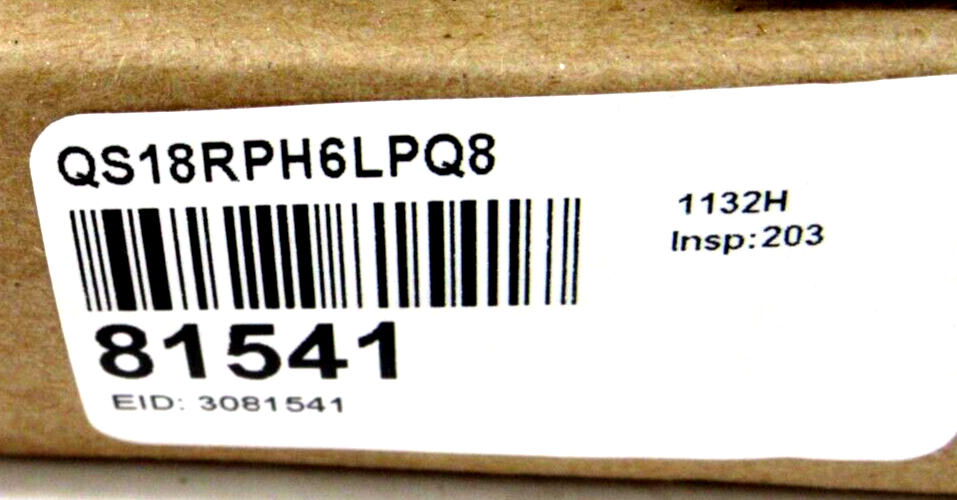 QS18RPH6LPQ8
1132H
Insp:203
81541
EID: 3081541